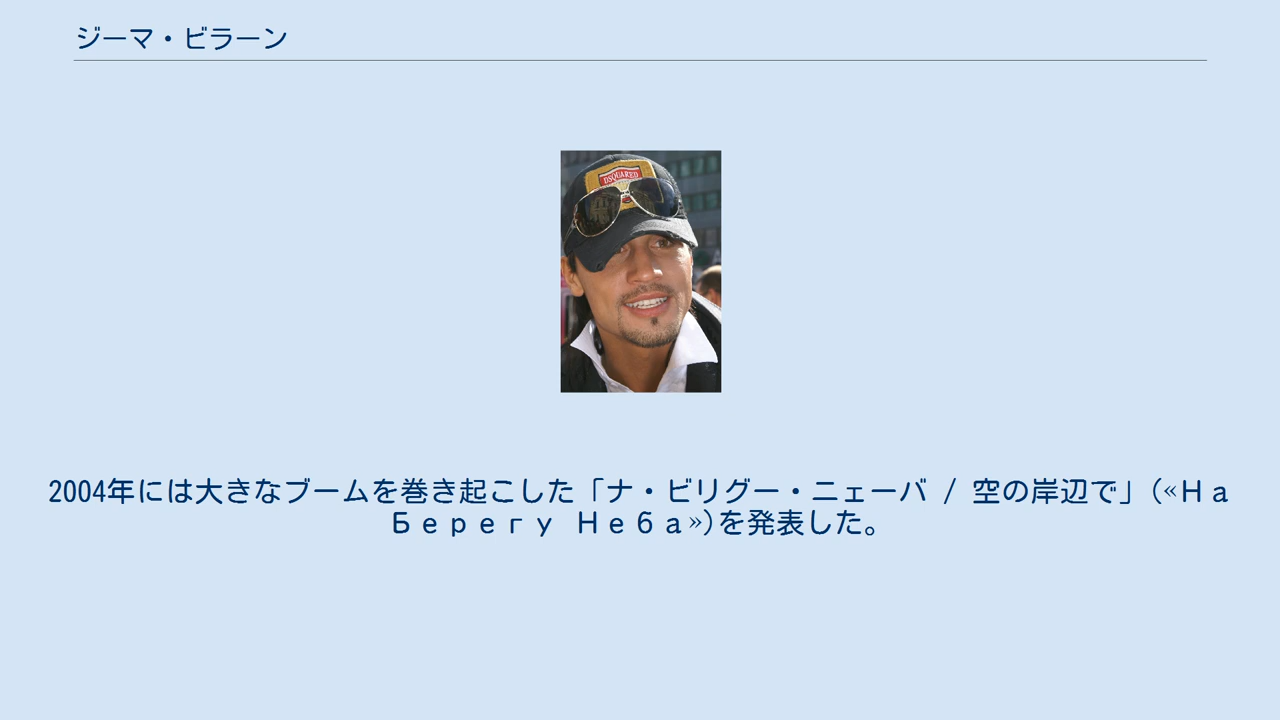 ジーマ・ビラーン
DSQUARED
2004年には大きなブームを巻き起こした「ナ・ビリグー・ニェーバ / 空の岸辺で」(«На
Берегу Неба»)を発表した。